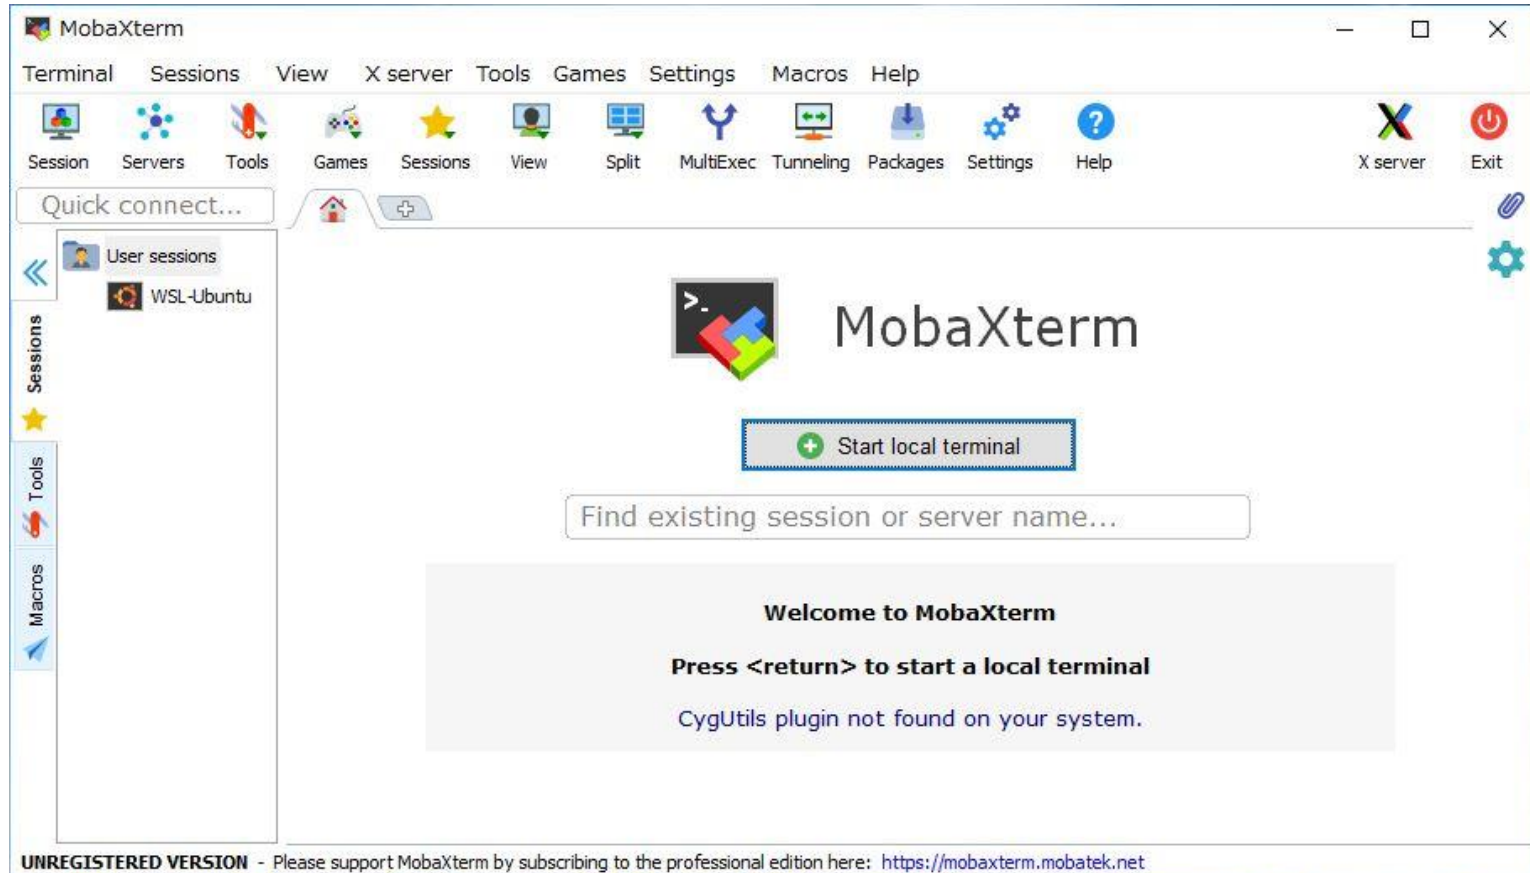 MobaXterm
Terminal Sessions View X server Tools Games Settings Macros Help
Session Servers Tools Games Sessions View Split MultiExec Tunneling Packages Settings Help X server Exit
Quick connect...
User sessions
WSL-Ubuntu
Sessions
Tools
Macros
>_
MobaXterm
Start local terminal
Find existing session or server name...
Welcome to MobaXterm
Press <return> to start a local terminal
CygUtils plugin not found on your system.
UNREGISTERED VERSION - Please support MobaXterm by subscribing to the professional edition here: https://mobaxterm.mobatek.net